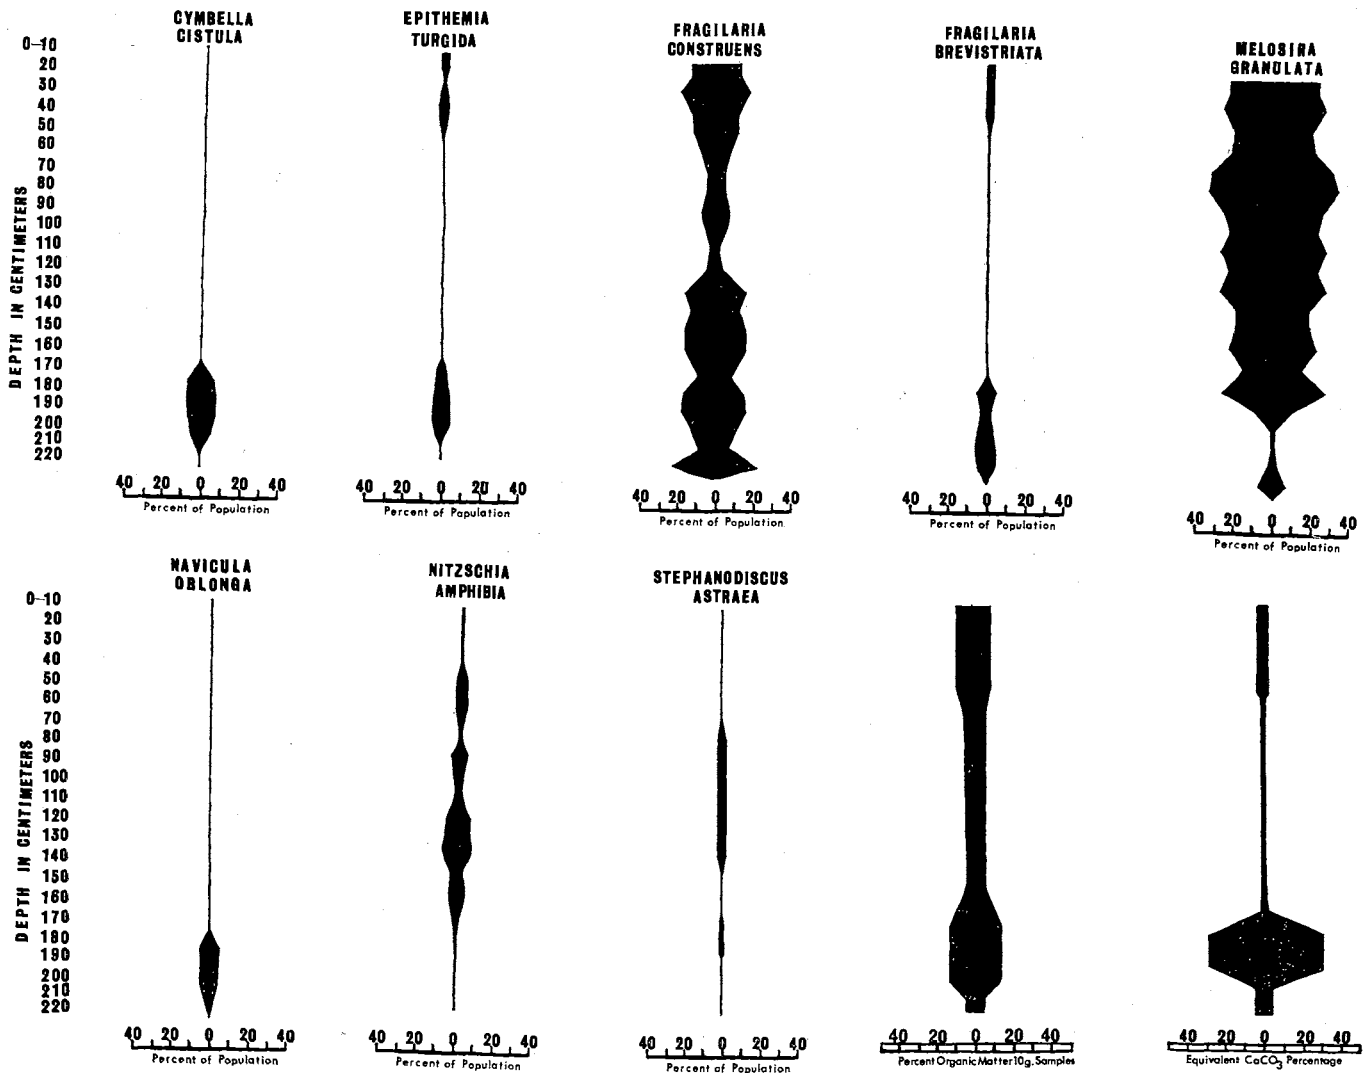 CYMBELLA
CISTULA
EPITHEMIA
TURGIDA
FRAGILARIA
CONSTRUENS
FRAGILARIA
BREVISTRIATA
MELOSIRA
GRANULATA
DEPTH IN CENTIMETERS
0–10
20
30
40
50
60
70
80
90
100
110
120
130
140
150
160
170
180
190
200
210
220
40 20 0 20 40
Percent of Population
40 20 0 20 40
Percent of Population
40 20 0 20 40
Percent of Population
40 20 0 20 40
Percent of Population
40 20 0 20 40
Percent of Population
NAVICULA
OBLONGA
NITZSCHIA
AMPHIBIA
STEPHANODISCUS
ASTRAEA
DEPTH IN CENTIMETERS
0–10
20
30
40
50
60
70
80
90
100
110
120
130
140
150
160
170
180
190
200
210
220
40 20 0 20 40
Percent of Population
40 20 0 20 40
Percent of Population
40 20 0 20 40
Percent of Population
40 20 0 20 40
Percent Organic Matter 10g. Samples
40 20 0 20 40
Equivalent CaCO3 Percentage